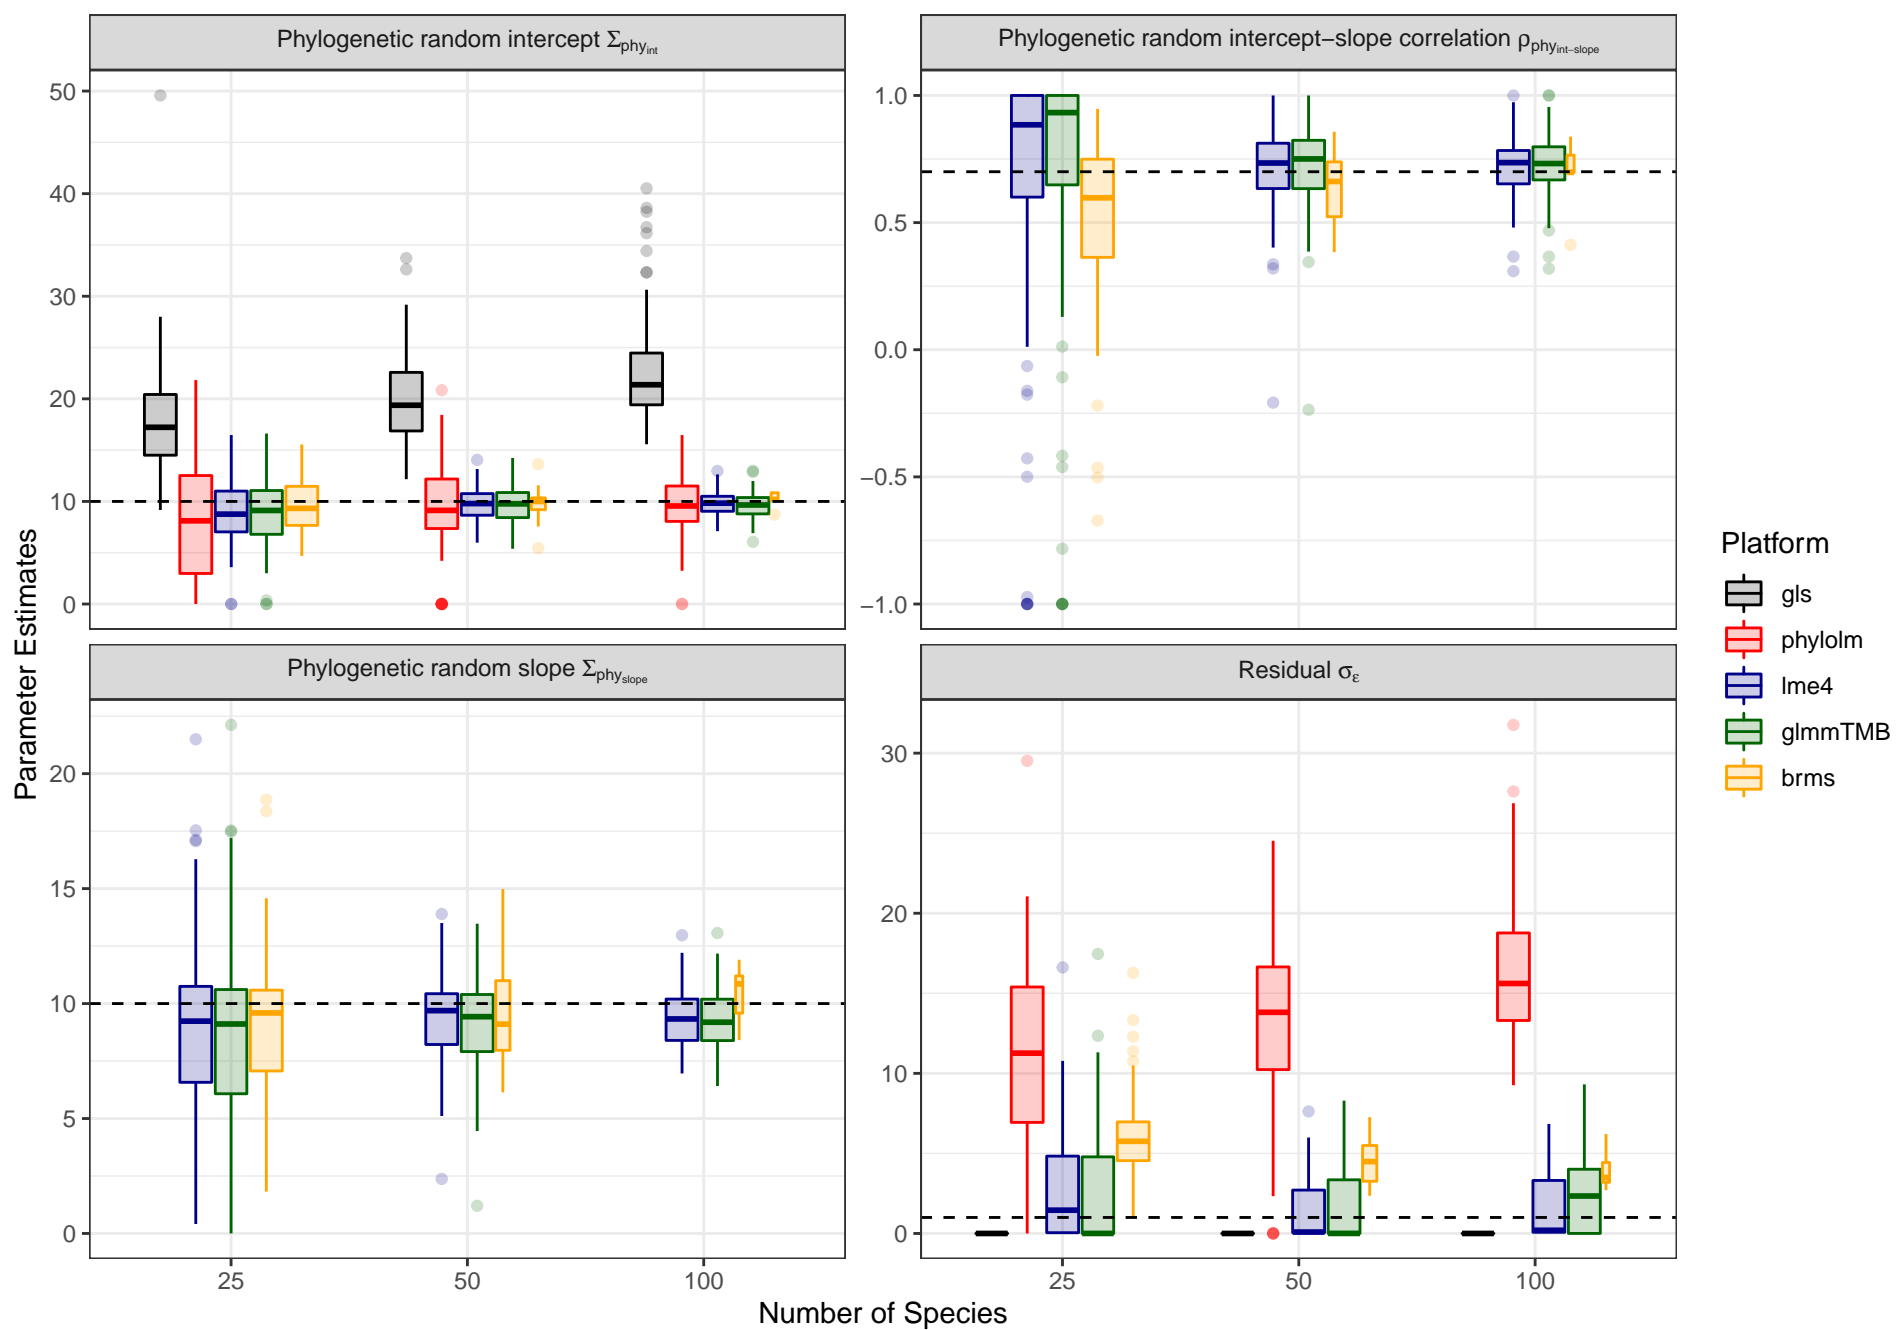 Phylogenetic random intercept Σphyint
Phylogenetic random intercept−slope correlation ρphyint−slope
50
40
30
20
10
0
1.0
0.5
0.0
−0.5
−1.0
Phylogenetic random slope Σphyslope
Residual σε
20
15
10
5
0
30
20
10
0
25
50
100
25
50
100
Parameter Estimates
Number of Species
Platform
gls
phylolm
lme4
glmmTMB
brms